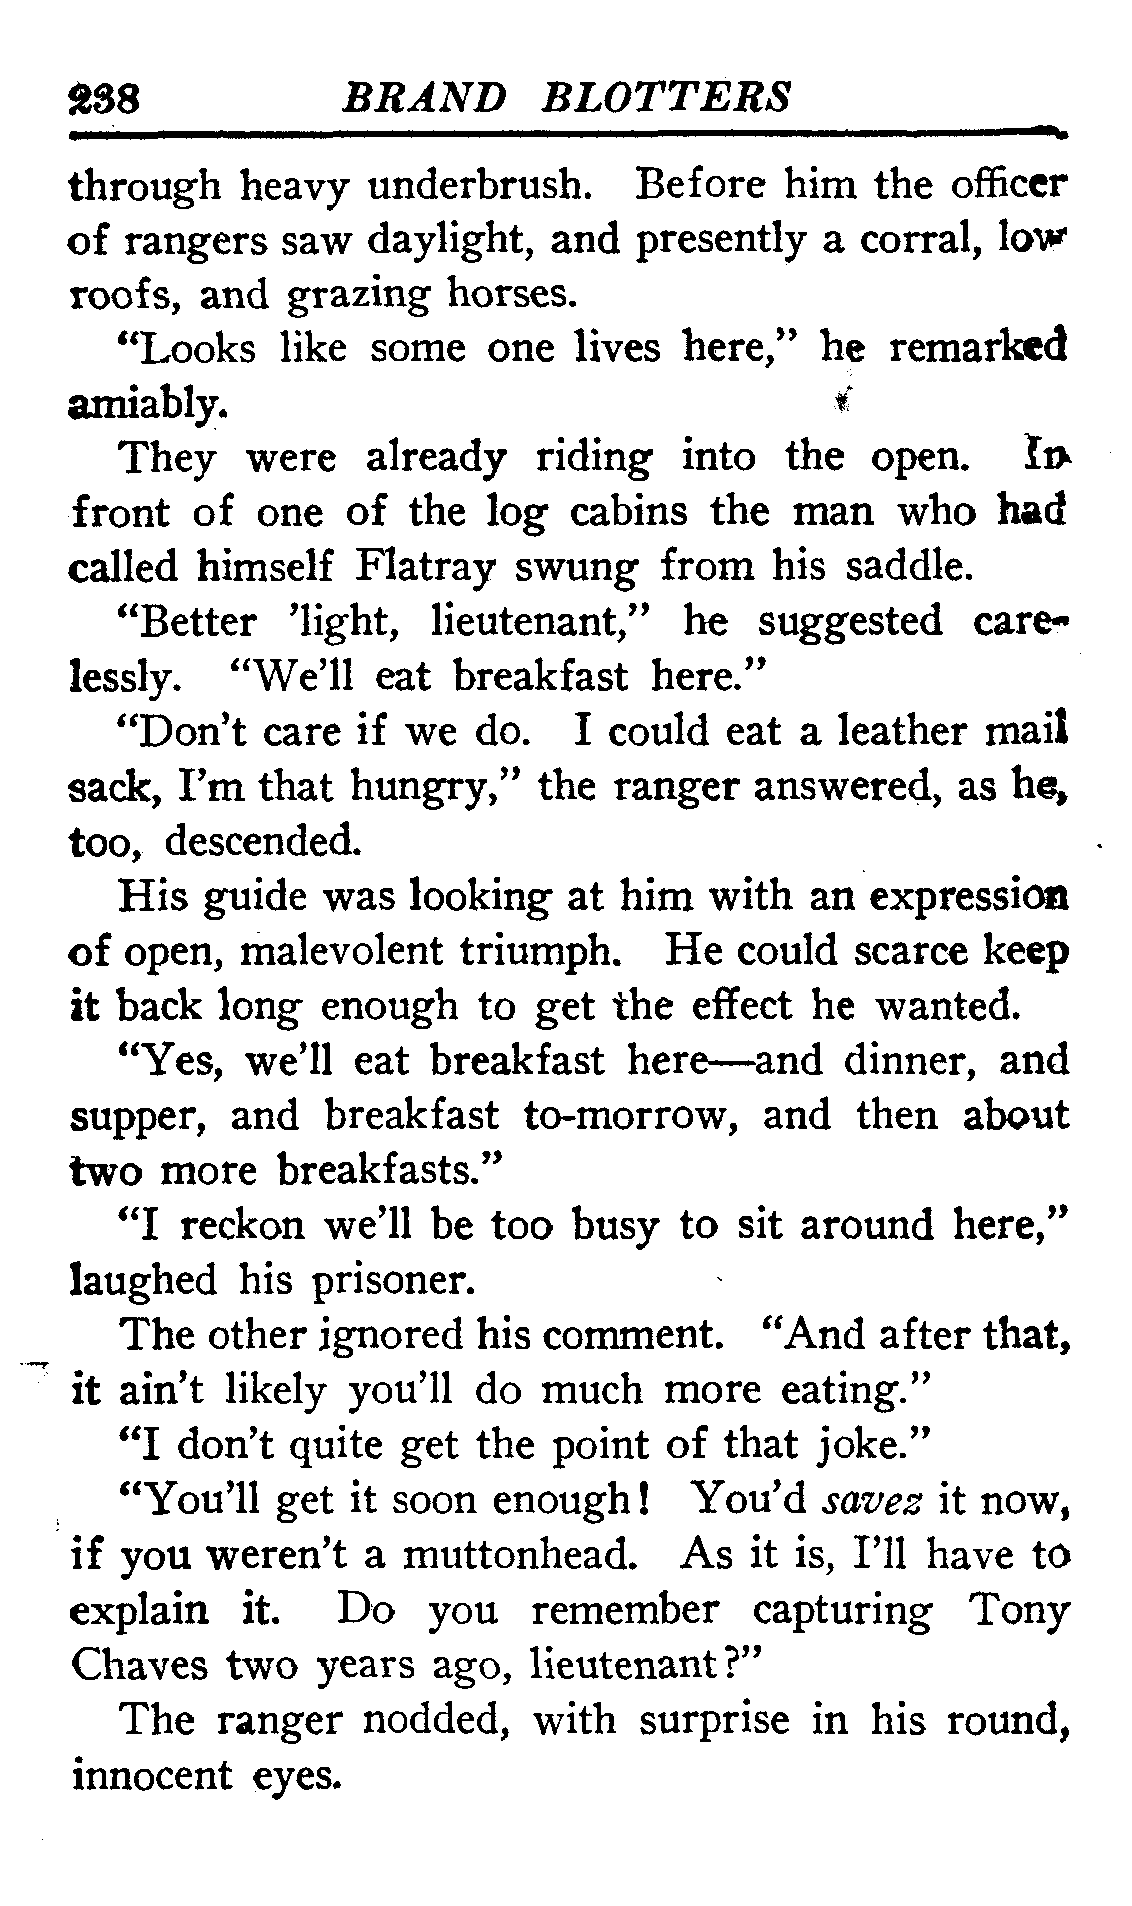 238 BRAND BLOTTERS
through heavy underbrush. Before him the officer
of rangers saw daylight, and presently a corral, low
roofs, and grazing horses.
“Looks like some one lives here,” he remarked
amiably.
They were already riding into the open. In
front of one of the log cabins the man who had
called himself Flatray swung from his saddle.
“Better ’light, lieutenant,” he suggested care-
lessly. “We’ll eat breakfast here.”
“Don’t care if we do. I could eat a leather mail
sack, I’m that hungry,” the ranger answered, as he,
too, descended.
His guide was looking at him with an expression
of open, malevolent triumph. He could scarce keep
it back long enough to get the effect he wanted.
“Yes, we’ll eat breakfast here—and dinner, and
supper, and breakfast to-morrow, and then about
two more breakfasts.”
“I reckon we’ll be too busy to sit around here,”
laughed his prisoner.
The other ignored his comment. “And after that,
it ain’t likely you’ll do much more eating.”
“I don’t quite get the point of that joke.”
“You’ll get it soon enough! You’d savez it now,
if you weren’t a muttonhead. As it is, I’ll have to
explain it. Do you remember capturing Tony
Chaves two years ago, lieutenant?”
The ranger nodded, with surprise in his round,
innocent eyes.